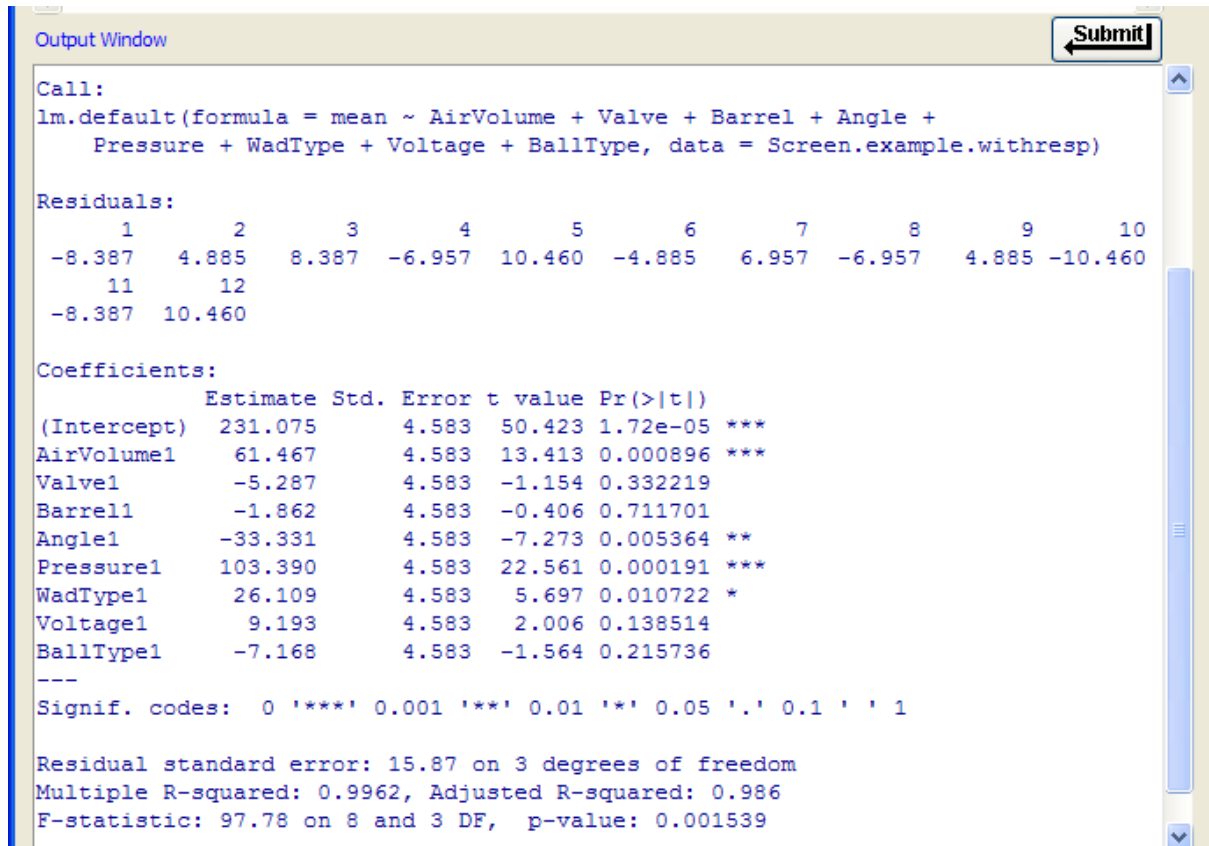 Output Window
Submit
Call:
lm.default(formula = mean ~ AirVolume + Valve + Barrel + Angle +
    Pressure + WadType + Voltage + BallType, data = Screen.example.withresp)

Residuals:
      1       2       3       4       5       6       7       8       9      10
 -8.387   4.885   8.387  -6.957  10.460  -4.885   6.957  -6.957   4.885 -10.460
     11      12
 -8.387  10.460

Coefficients:
            Estimate Std. Error t value Pr(>|t|)
(Intercept)  231.075      4.583  50.423 1.72e-05 ***
AirVolume1    61.467      4.583  13.413 0.000896 ***
Valve1        -5.287      4.583  -1.154 0.332219
Barrel1       -1.862      4.583  -0.406 0.711701
Angle1       -33.331      4.583  -7.273 0.005364 **
Pressure1    103.390      4.583  22.561 0.000191 ***
WadType1      26.109      4.583   5.697 0.010722 *
Voltage1       9.193      4.583   2.006 0.138514
BallType1     -7.168      4.583  -1.564 0.215736
---
Signif. codes:  0 '***' 0.001 '**' 0.01 '*' 0.05 '.' 0.1 ' ' 1

Residual standard error: 15.87 on 3 degrees of freedom
Multiple R-squared: 0.9962, Adjusted R-squared: 0.986
F-statistic: 97.78 on 8 and 3 DF,  p-value: 0.001539